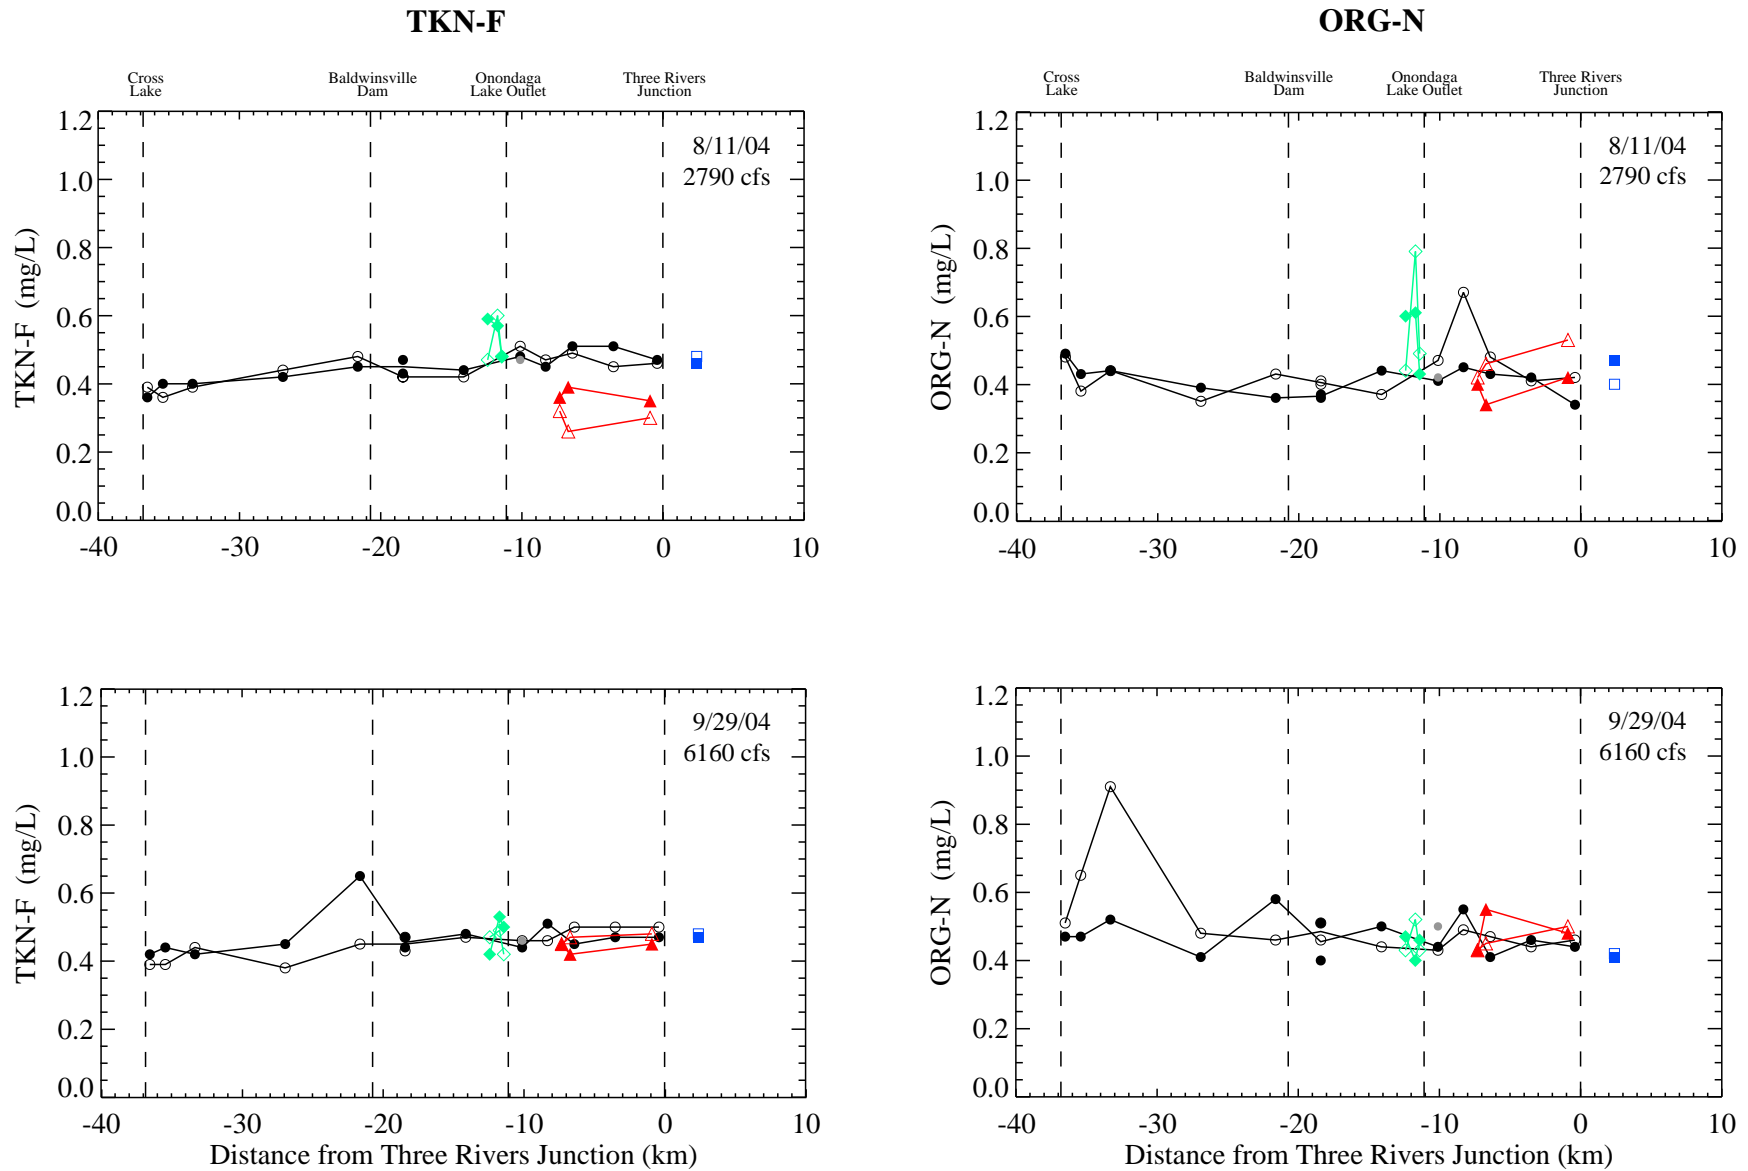 TKN-F
ORG-N
Cross
Lake
Baldwinsville
Dam
Onondaga
Lake Outlet
Three Rivers
Junction
1.2
1.0
0.8
0.6
0.4
0.2
0.0
TKN-F (mg/L)
8/11/04
2790 cfs
-40
-30
-20
-10
0
10
Cross
Lake
Baldwinsville
Dam
Onondaga
Lake Outlet
Three Rivers
Junction
1.2
1.0
0.8
0.6
0.4
0.2
0.0
ORG-N (mg/L)
8/11/04
2790 cfs
-40
-30
-20
-10
0
10
1.2
1.0
0.8
0.6
0.4
0.2
0.0
TKN-F (mg/L)
9/29/04
6160 cfs
-40
-30
-20
-10
0
10
Distance from Three Rivers Junction (km)
1.2
1.0
0.8
0.6
0.4
0.2
0.0
ORG-N (mg/L)
9/29/04
6160 cfs
-40
-30
-20
-10
0
10
Distance from Three Rivers Junction (km)